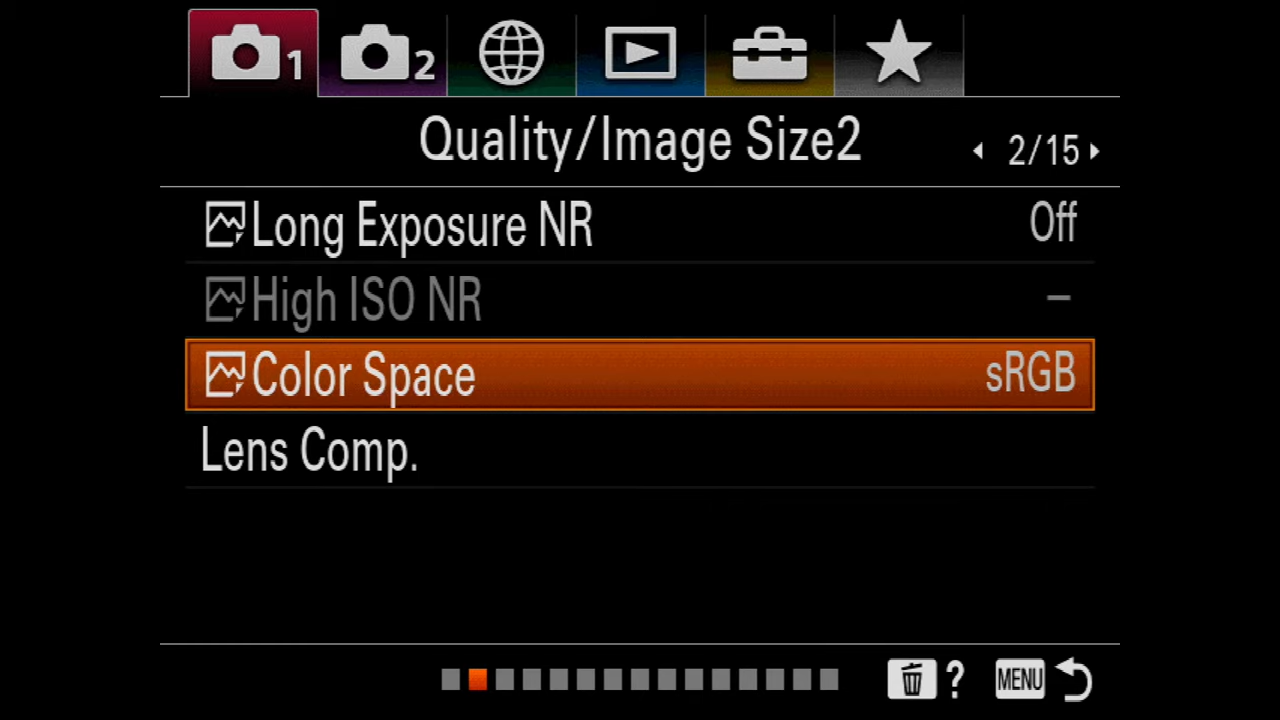 1 2
Quality/Image Size2 2/15
Long Exposure NR Off
High ISO NR –
Color Space sRGB
Lens Comp.
? MENU